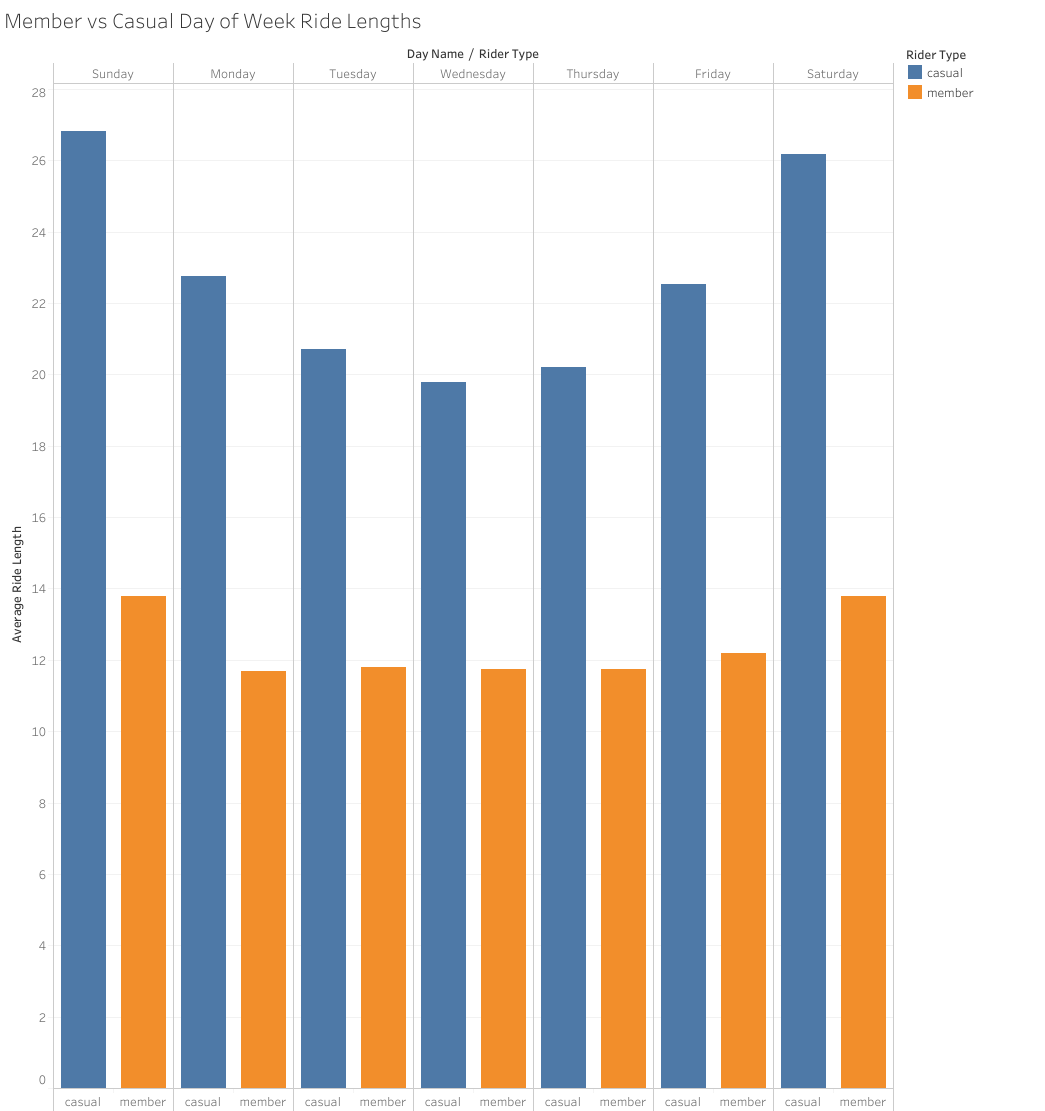 Member vs Casual Day of Week Ride Lengths
Day Name / Rider Type
Sunday Monday Tuesday Wednesday Thursday Friday Saturday
Rider Type
casual
member
28
26
24
22
20
18
16
14
12
10
8
6
4
2
0
Average Ride Length
casual member casual member casual member casual member casual member casual member casual member